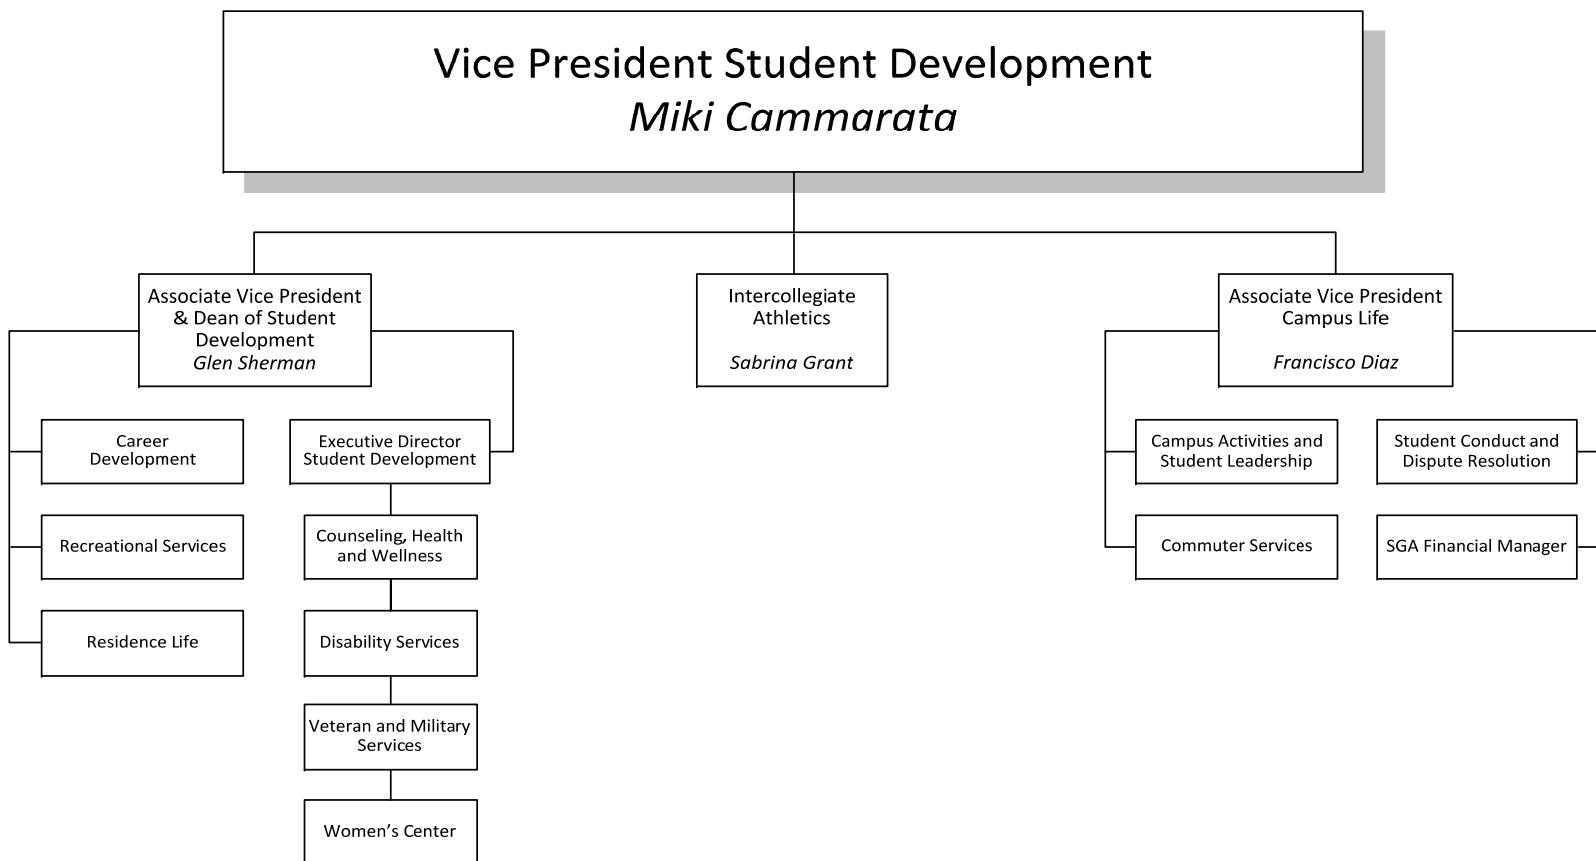 Vice President Student Development
Miki Cammarata
Associate Vice President
& Dean of Student
Development
Glen Sherman
Intercollegiate
Athletics
Sabrina Grant
Associate Vice President
Campus Life
Francisco Diaz
Career
Development
Recreational Services
Residence Life
Executive Director
Student Development
Counseling, Health
and Wellness
Disability Services
Veteran and Military
Services
Women’s Center
Campus Activities and
Student Leadership
Commuter Services
Student Conduct and
Dispute Resolution
SGA Financial Manager